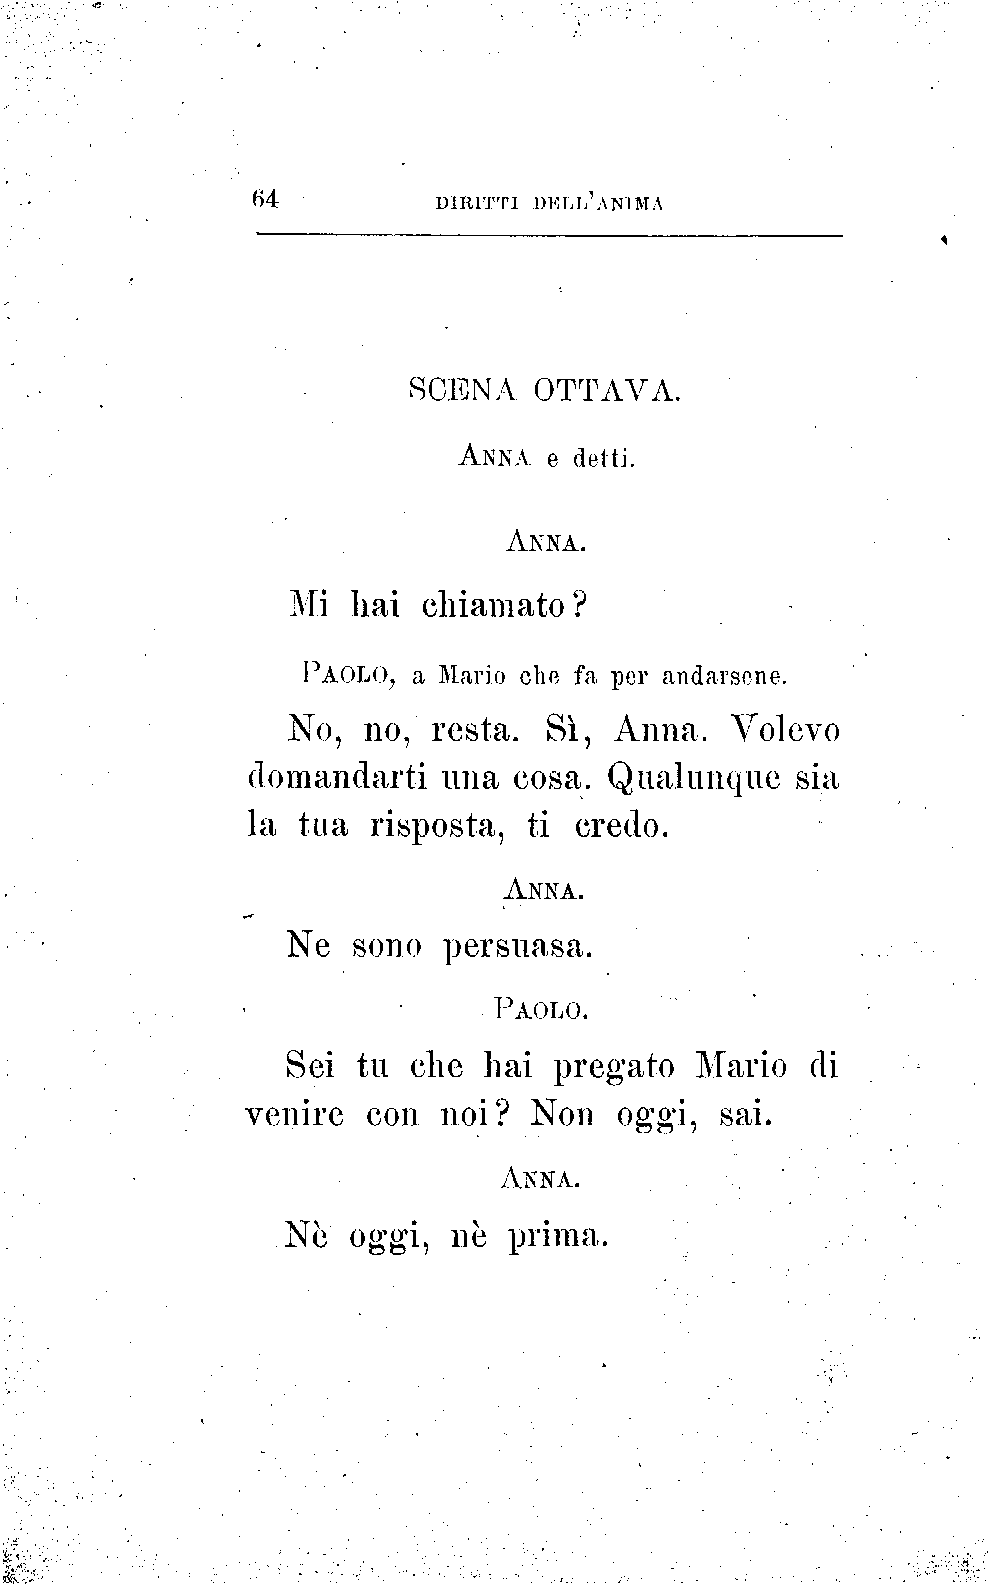 64 DIRITTI DELL'ANIMA
SCENA OTTAVA.
ANNA e detti.
ANNA.
Mi hai chiamato?
PAOLO, a Mario che fa per andarsene.
No, no, resta. Sì, Anna. Volevo
domandarti una cosa. Qualunque sia
la tua risposta, ti credo.
ANNA.
Ne sono persuasa.
PAOLO.
Sei tu che hai pregato Mario di
venire con noi? Non oggi, sai.
ANNA.
Nè oggi, nè prima.